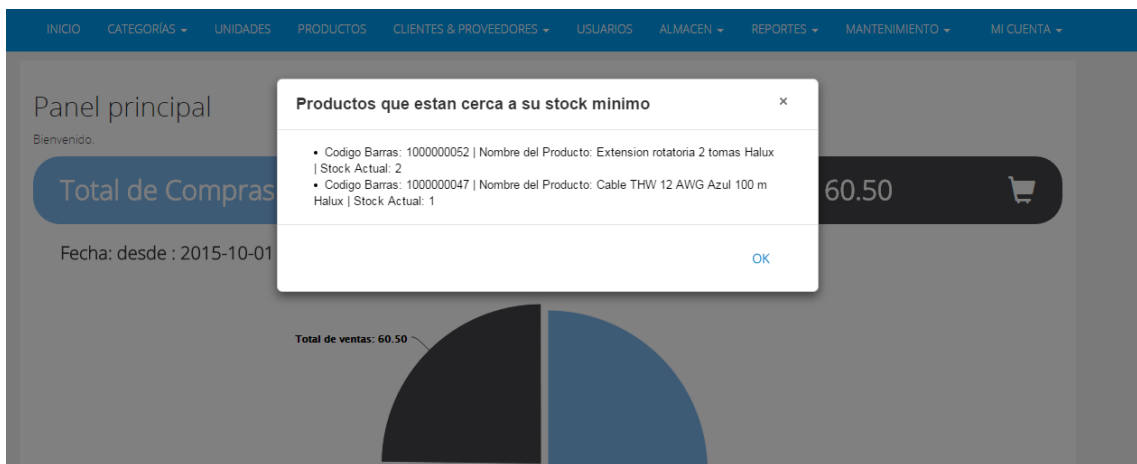 INICIO CATEGORÍAS UNIDADES PRODUCTOS CLIENTES & PROVEEDORES USUARIOS ALMACEN REPORTES MANTENIMIENTO MI CUENTA
Productos que estan cerca a su stock minimo ×
Panel principal
Bienvenido.
• Codigo Barras: 1000000052 | Nombre del Producto: Extension rotatoria 2 tomas Halux
| Stock Actual: 2
• Codigo Barras: 1000000047 | Nombre del Producto: Cable THW 12 AWG Azul 100 m
Halux | Stock Actual: 1
OK
Total de Compras
60.50
Fecha: desde : 2015-10-01
Total de ventas: 60.50